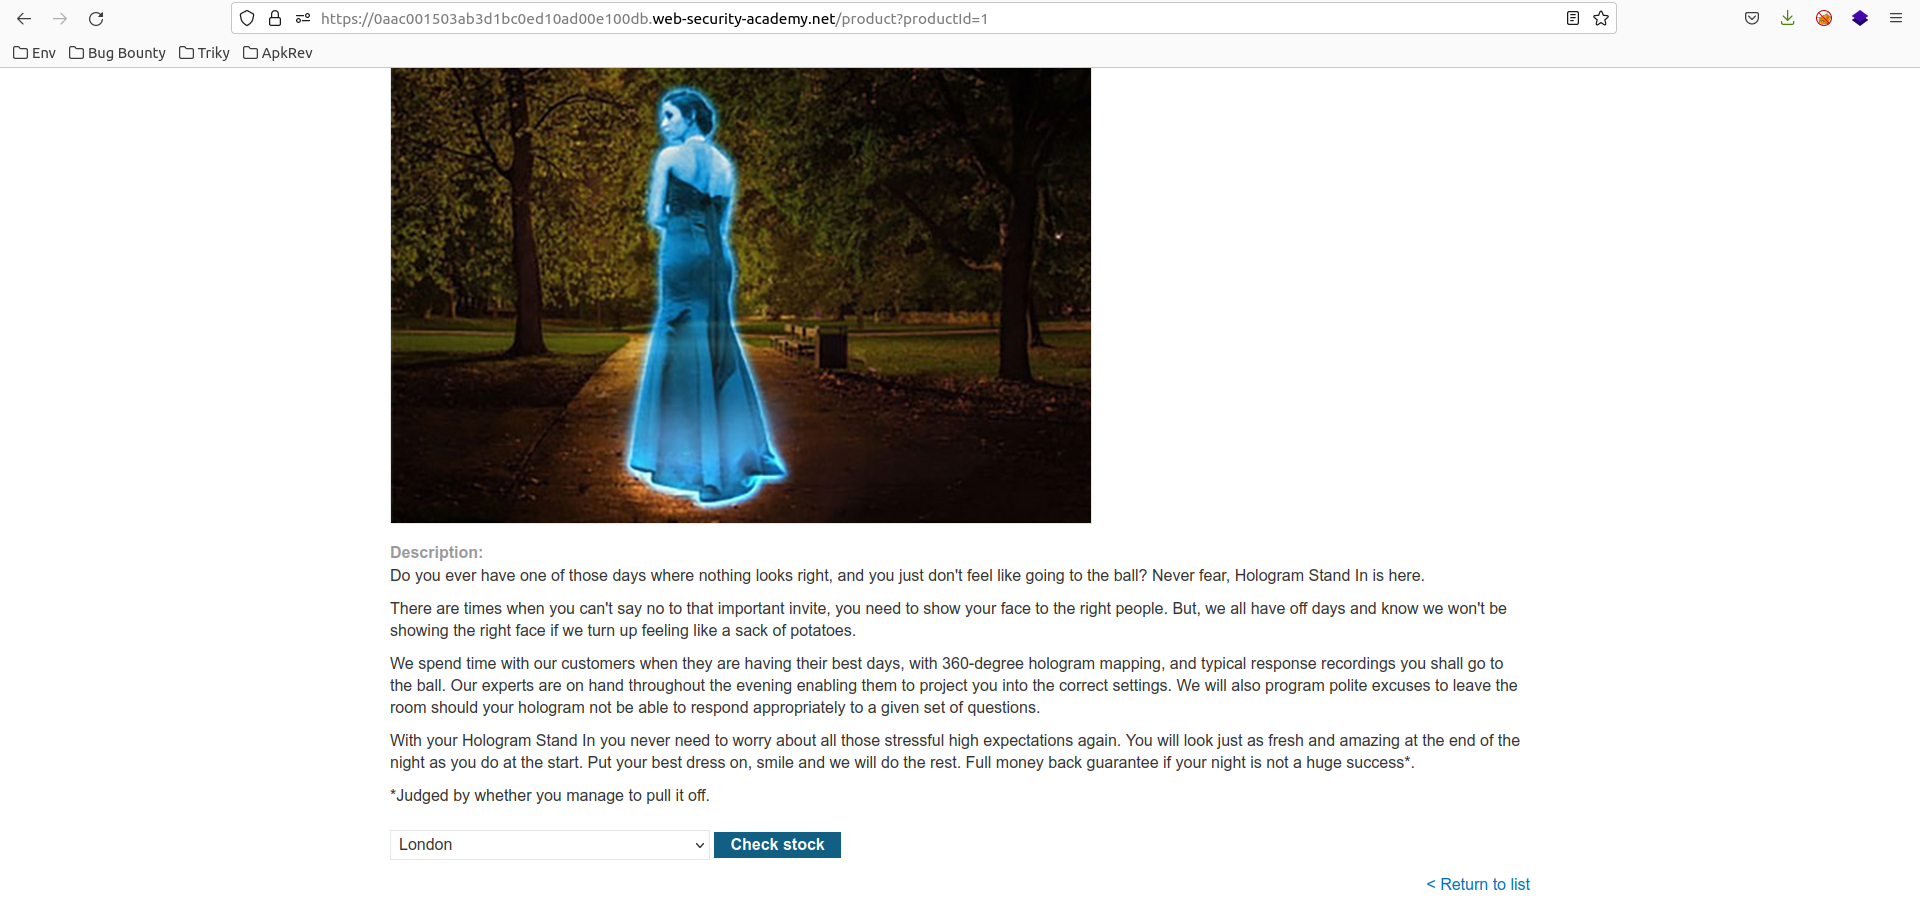 https://0aac001503ab3d1bc0ed10ad00e100db.web-security-academy.net/product?productId=1
Env Bug Bounty Triky ApkRev
Description:
Do you ever have one of those days where nothing looks right, and you just don't feel like going to the ball? Never fear, Hologram Stand In is here.
There are times when you can't say no to that important invite, you need to show your face to the right people. But, we all have off days and know we won't be
showing the right face if we turn up feeling like a sack of potatoes.
We spend time with our customers when they are having their best days, with 360-degree hologram mapping, and typical response recordings you shall go to
the ball. Our experts are on hand throughout the evening enabling them to project you into the correct settings. We will also program polite excuses to leave the
room should your hologram not be able to respond appropriately to a given set of questions.
With your Hologram Stand In you never need to worry about all those stressful high expectations again. You will look just as fresh and amazing at the end of the
night as you do at the start. Put your best dress on, smile and we will do the rest. Full money back guarantee if your night is not a huge success*.
*Judged by whether you manage to pull it off.
London Check stock
< Return to list